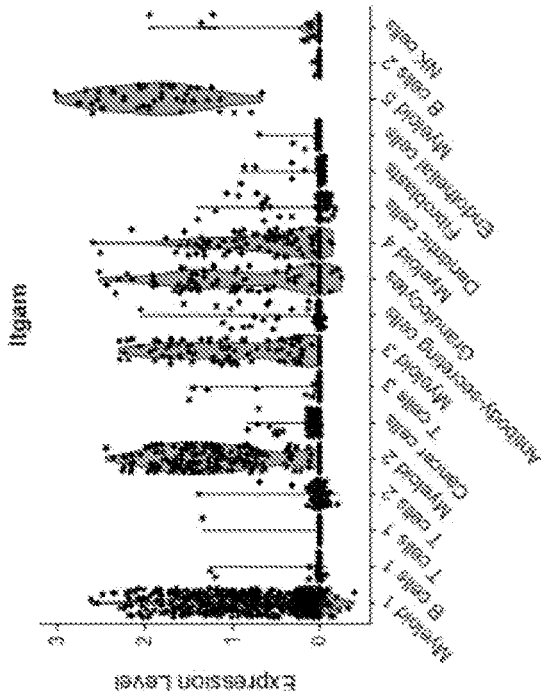 Itgam
Expression Level
3
2
1
0
Myeloid 1
B cells 1
T cells 1
T cells 2
Myeloid 2
Cancer cells
T cells 3
Myeloid 3
Antibody-secreting cells
Granulocytes
Myeloid 4
Dendritic cells
Fibroblasts
Endothelial cells
Myeloid 5
B cells 2
NK cells